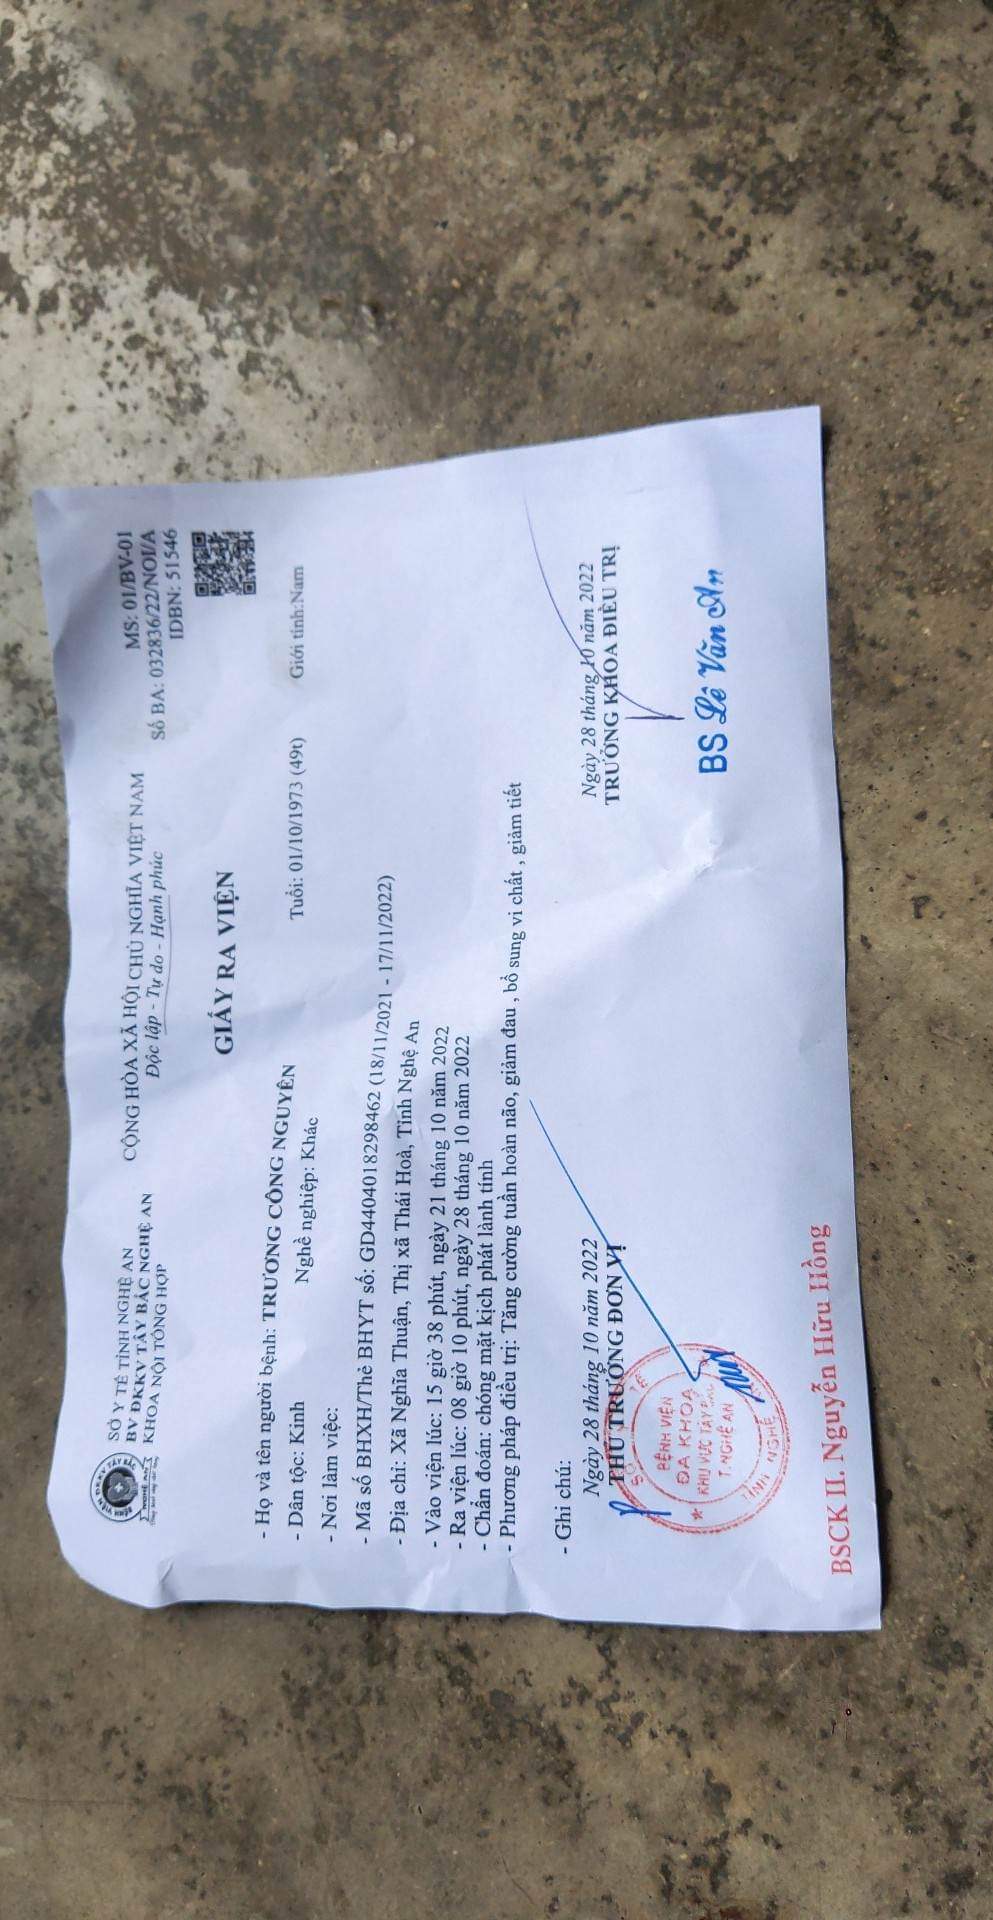 SỞ Y TẾ TỈNH NGHỆ AN
BV ĐKKV TÂY BẮC NGHỆ AN
KHOA NỘI TỔNG HỢP
CỘNG HÒA XÃ HỘI CHỦ NGHĨA VIỆT NAM
Độc lập - Tự do - Hạnh phúc
MS: 01/BV-01
Số BA: 032836/22/NOI/A
IDBN: 51546
GIẤY RA VIỆN
- Họ và tên người bệnh: TRƯƠNG CÔNG NGUYÊN
Tuổi: 01/10/1973 (49t)
Giới tính:Nam
- Dân tộc: Kinh
Nghề nghiệp: Khác
- Nơi làm việc:
- Mã số BHXH/Thẻ BHYT số: GD4404018298462 (18/11/2021 - 17/11/2022)
- Địa chỉ: Xã Nghĩa Thuận, Thị xã Thái Hoà, Tỉnh Nghệ An
- Vào viện lúc: 15 giờ 38 phút, ngày 21 tháng 10 năm 2022
- Ra viện lúc: 08 giờ 10 phút, ngày 28 tháng 10 năm 2022
- Chẩn đoán: chóng mặt kịch phát lành tính
- Phương pháp điều trị: Tăng cường tuần hoàn não, giảm đau , bổ sung vi chất , giảm tiết
- Ghi chú:
Ngày 28 tháng 10 năm 2022
THỦ TRƯỞNG ĐƠN VỊ
BỆNH VIỆN
ĐA KHOA
KHU VỰC TÂY BẮC
T.NGHỆ AN
TỈNH NGHỆ
BSCK II. Nguyễn Hữu Hồng
Ngày 28 tháng 10 năm 2022
TRƯỞNG KHOA ĐIỀU TRỊ
BS Lê Văn An